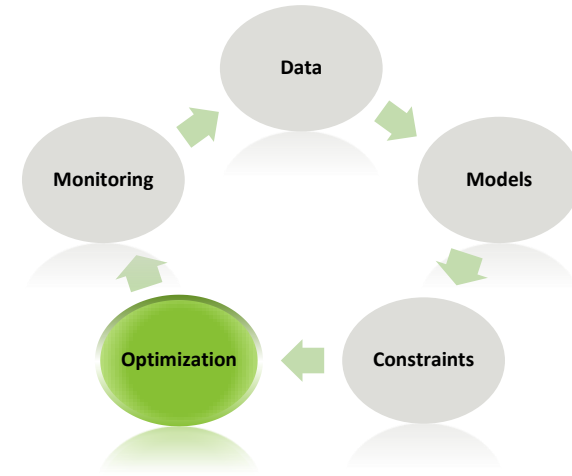 Data
Models
Constraints
Optimization
Monitoring